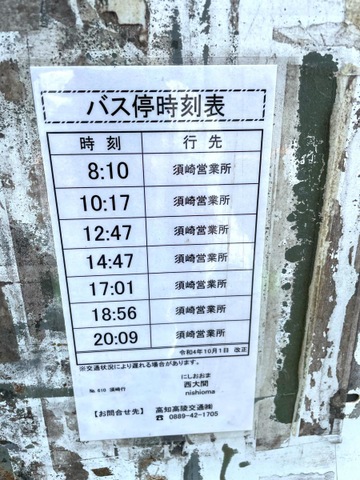 バス停時刻表
時刻 行先
8:10 須崎営業所
10:17 須崎営業所
12:47 須崎営業所
14:47 須崎営業所
17:01 須崎営業所
18:56 須崎営業所
20:09 須崎営業所
令和4年10月1日 改正
※交通状況により遅れる場合があります。
にしおおま
№ 610 須崎行 西大間
nishioma
【お問合せ先】 高知高陵交通㈱
☎ 0889-42-1705